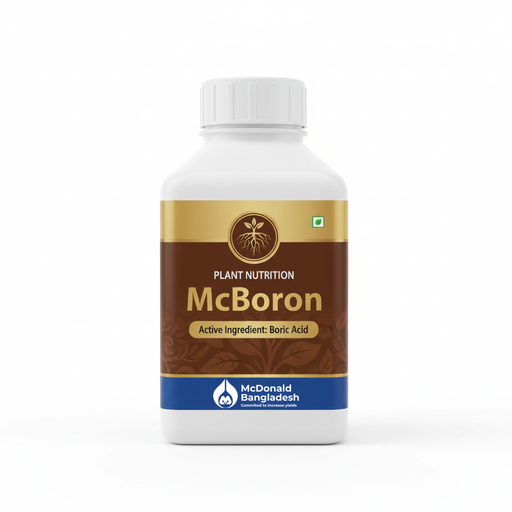 PLANT NUTRITION
McBoron
Active Ingredient: Boric Acid
McDonald
Bangladesh
Committed to increase yields